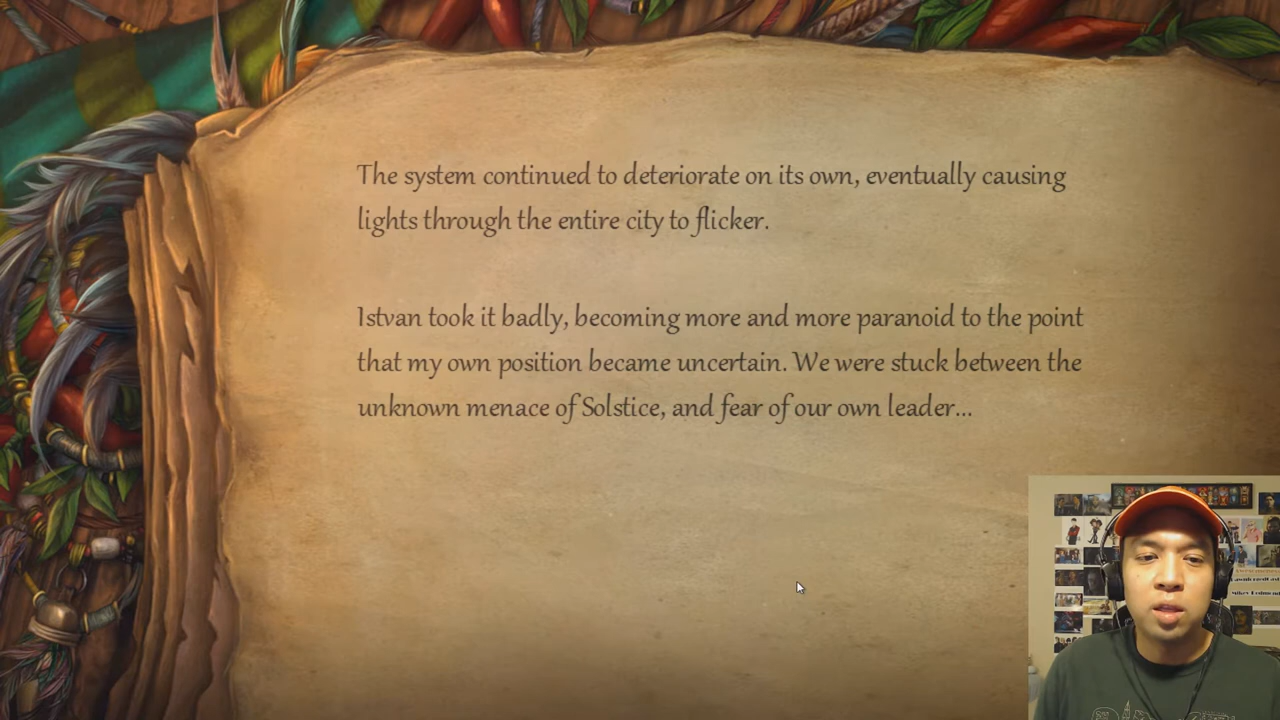 The system continued to deteriorate on its own, eventually causing
lights through the entire city to flicker.
Istvan took it badly, becoming more and more paranoid to the point
that my own position became uncertain. We were stuck between the
unknown menace of Solstice, and fear of our own leader...